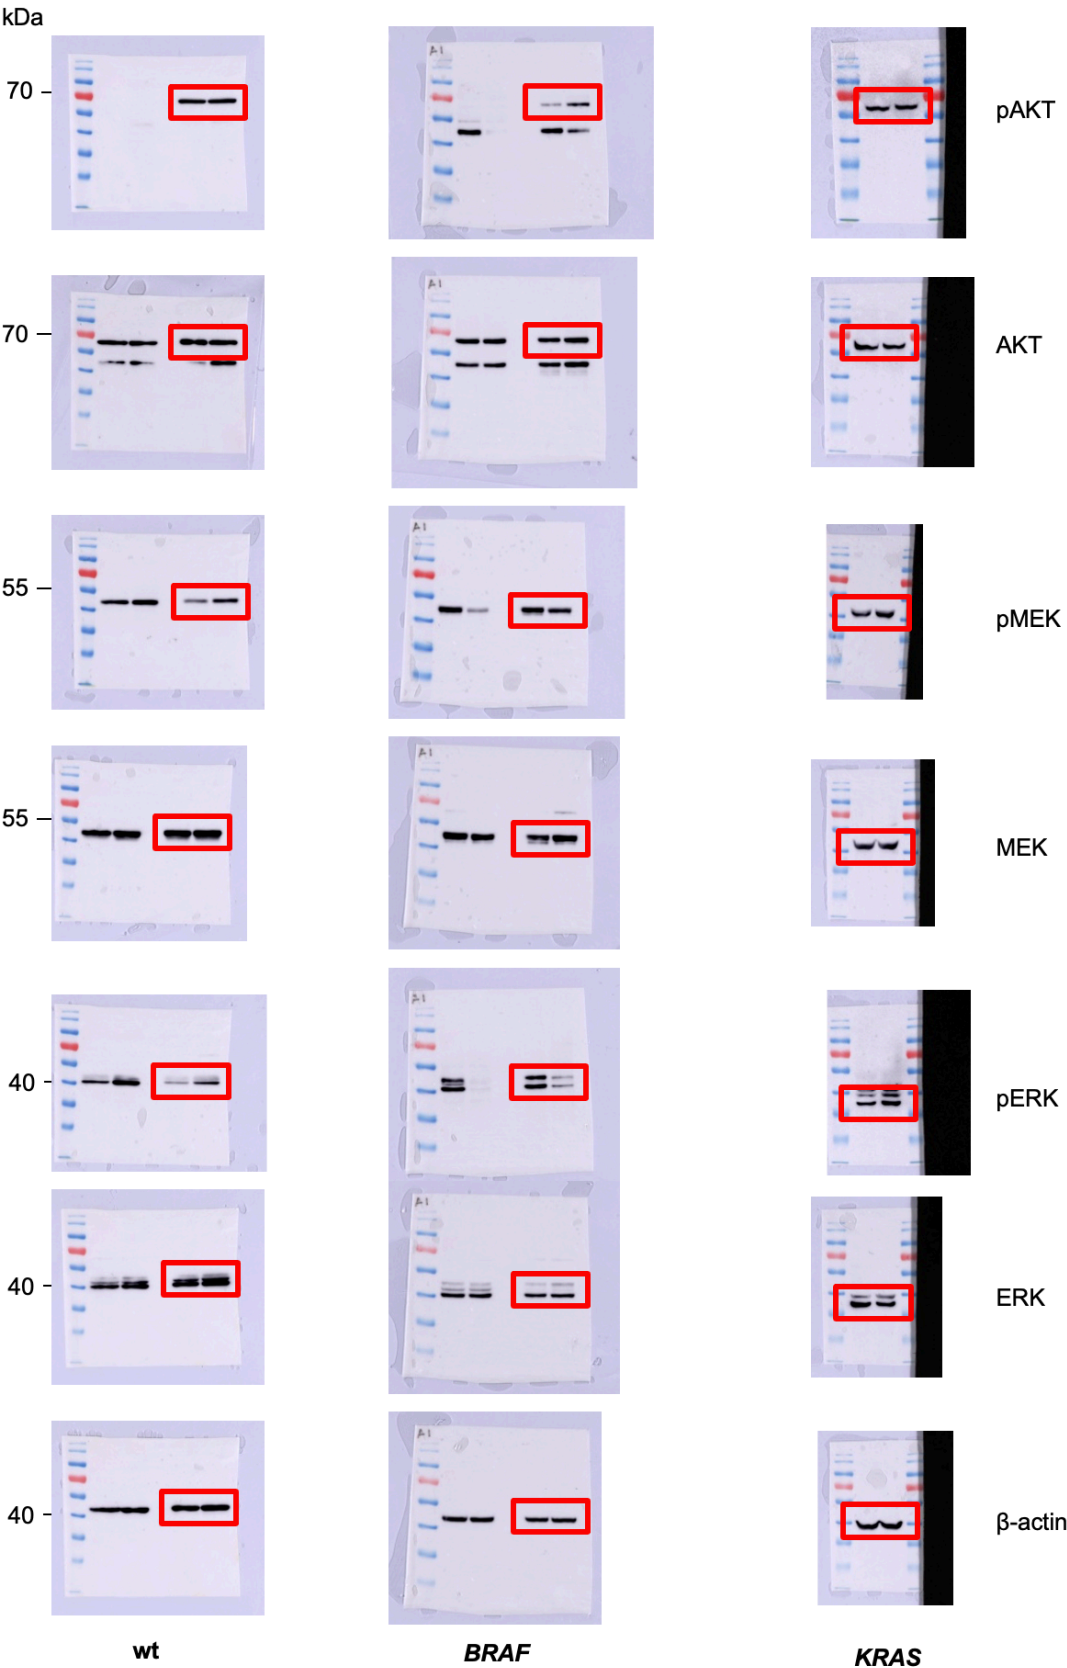 kDa
70
pAKT
70
AKT
55
pMEK
55
MEK
40
pERK
40
ERK
40
β-actin
wt
BRAF
KRAS